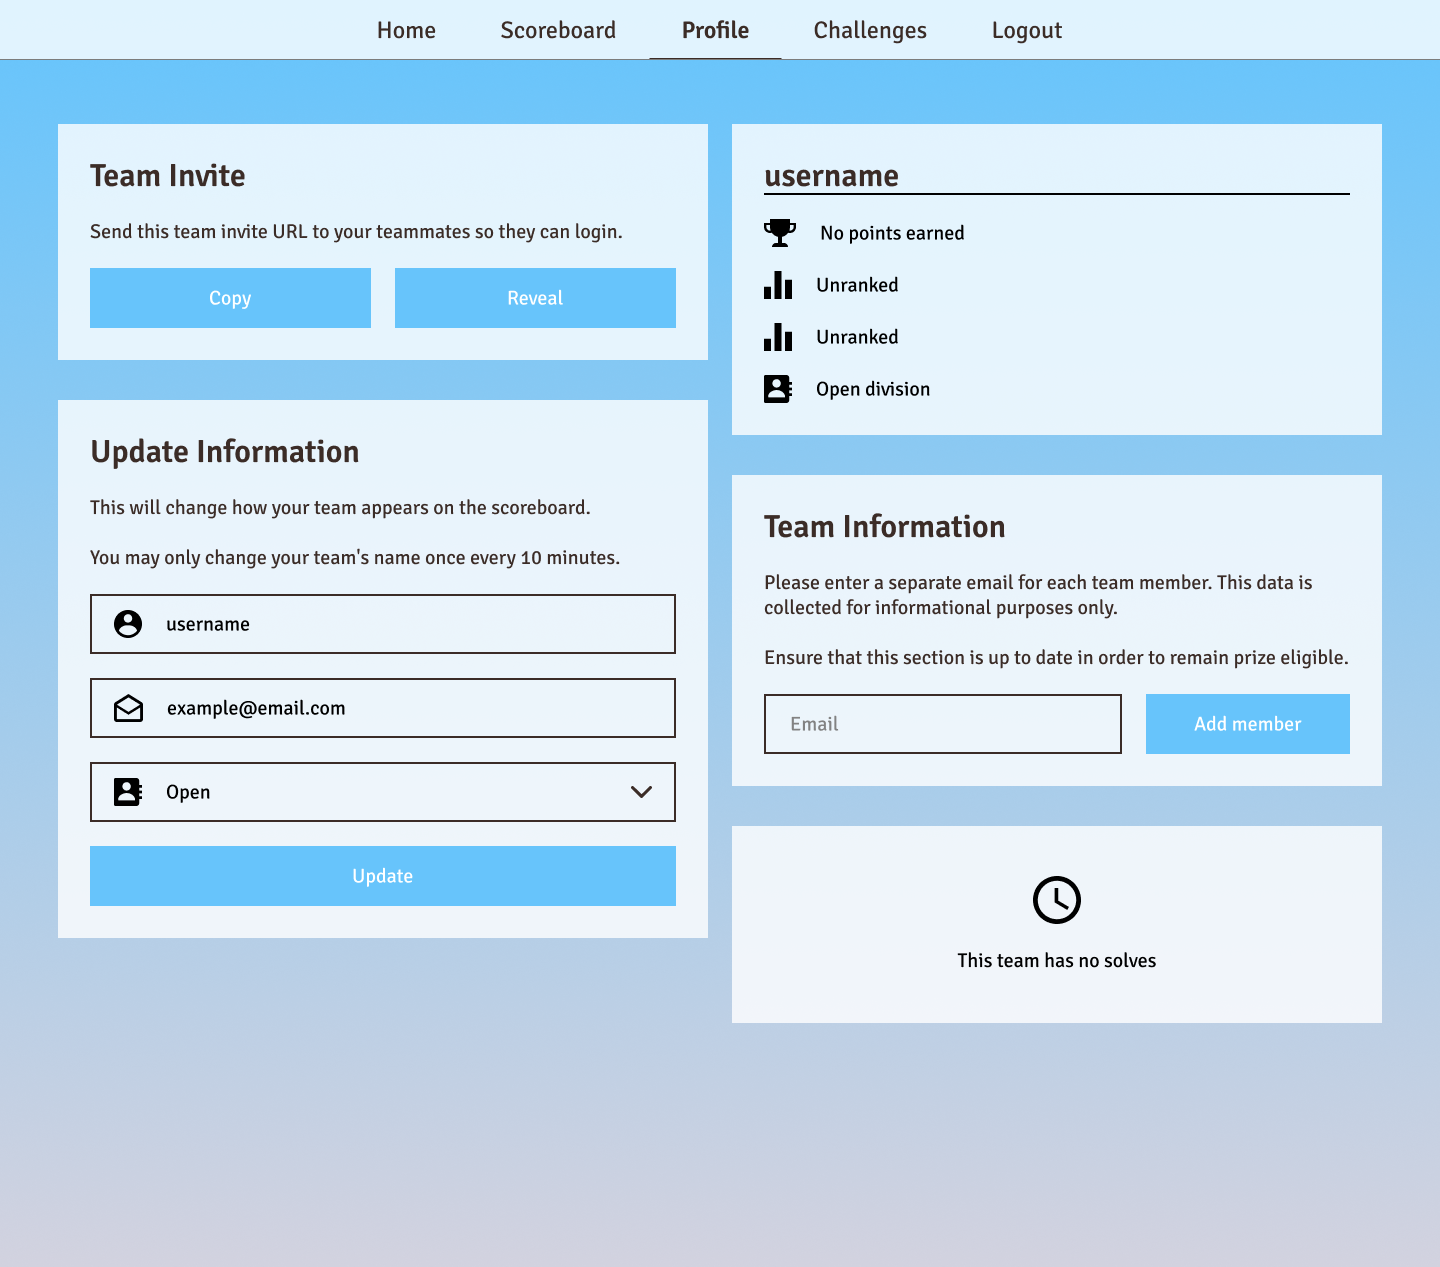 Home Scoreboard Profile Challenges Logout
Team Invite
Send this team invite URL to your teammates so they can login.
Copy Reveal
Update Information
This will change how your team appears on the scoreboard.
You may only change your team's name once every 10 minutes.
username
example@email.com
Open
Update
username
No points earned
Unranked
Unranked
Open division
Team Information
Please enter a separate email for each team member. This data is
collected for informational purposes only.
Ensure that this section is up to date in order to remain prize eligible.
Email Add member
This team has no solves